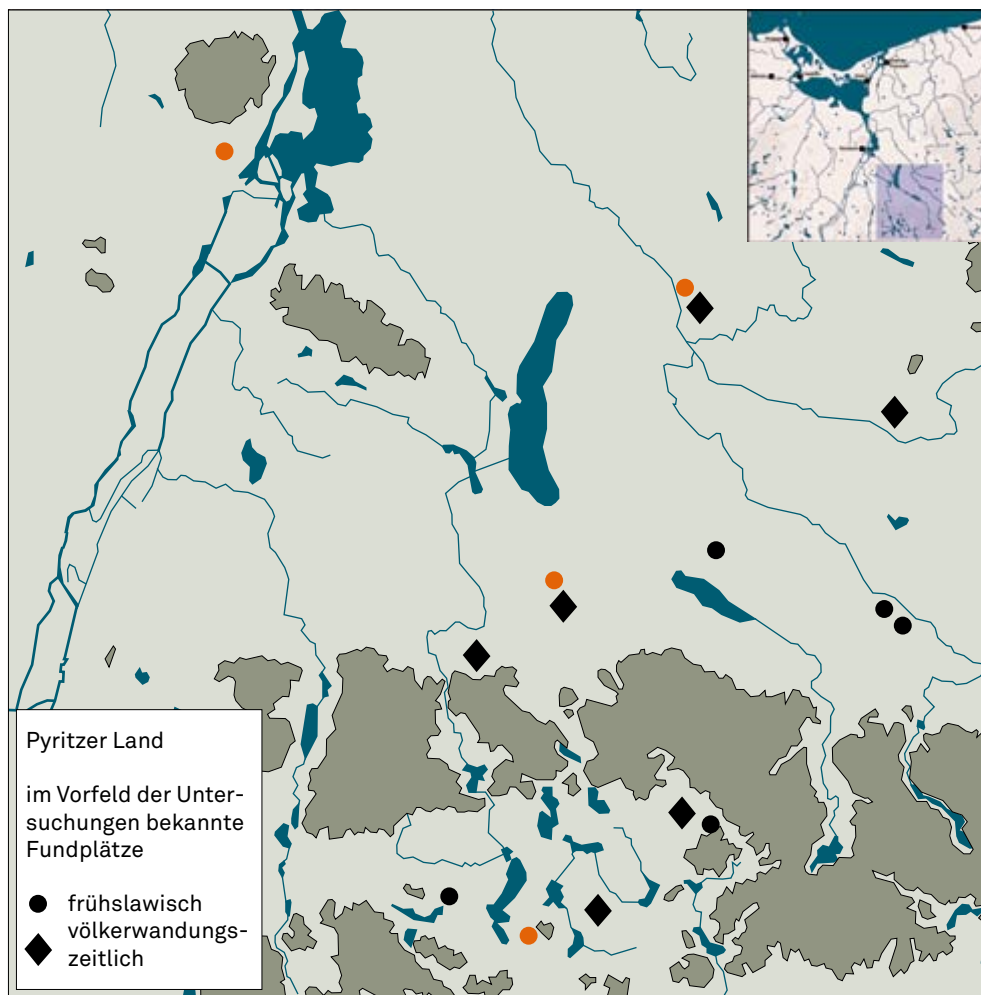 Pyritzer Land
im Vorfeld der Unter-
suchungen bekannte
Fundplätze
frühslawisch
völkerwandungs-
zeitlich